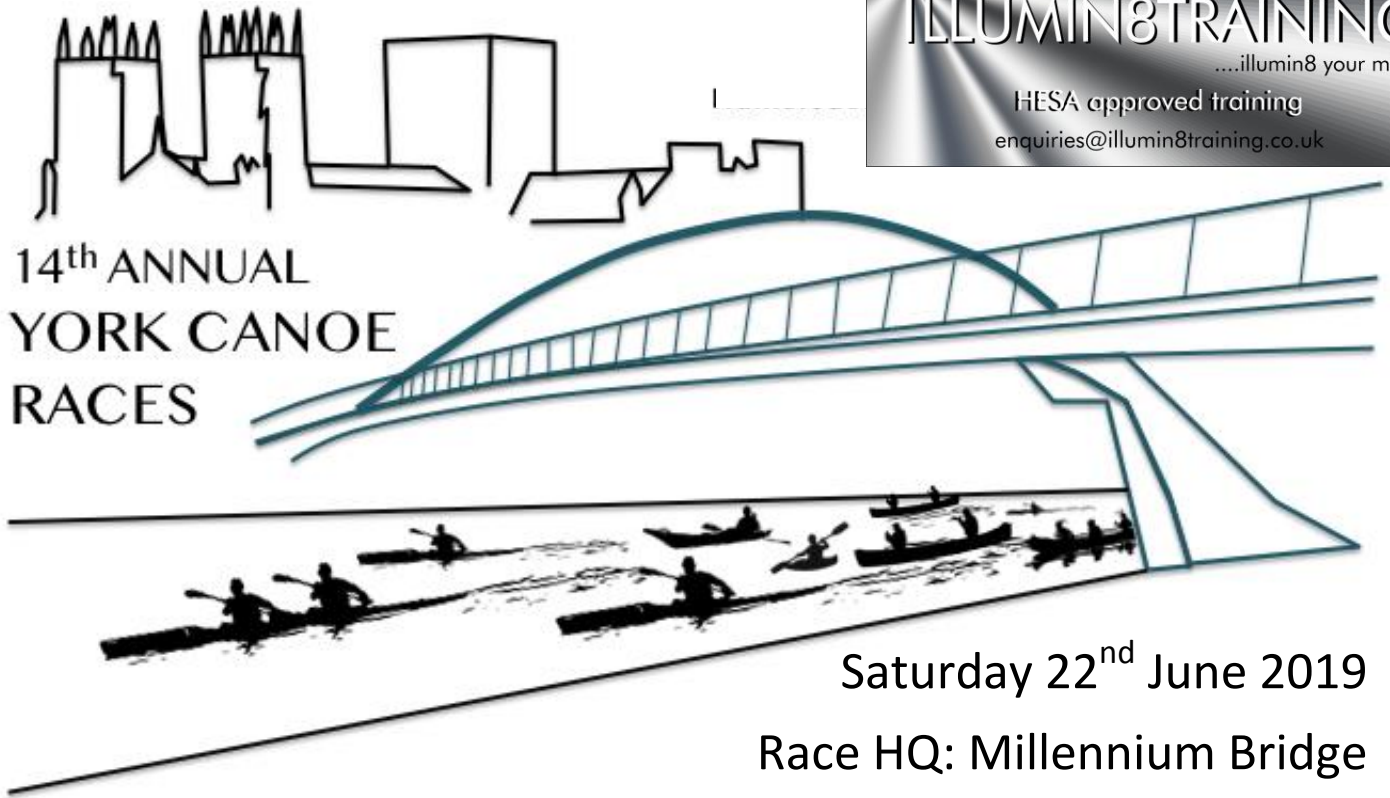 ILLUMIN8TRAINING
....illumin8 your m
HESA approved training
enquiries@illumin8training.co.uk
14th ANNUAL
YORK CANOE
RACES
Saturday 22nd June 2019
Race HQ: Millennium Bridge